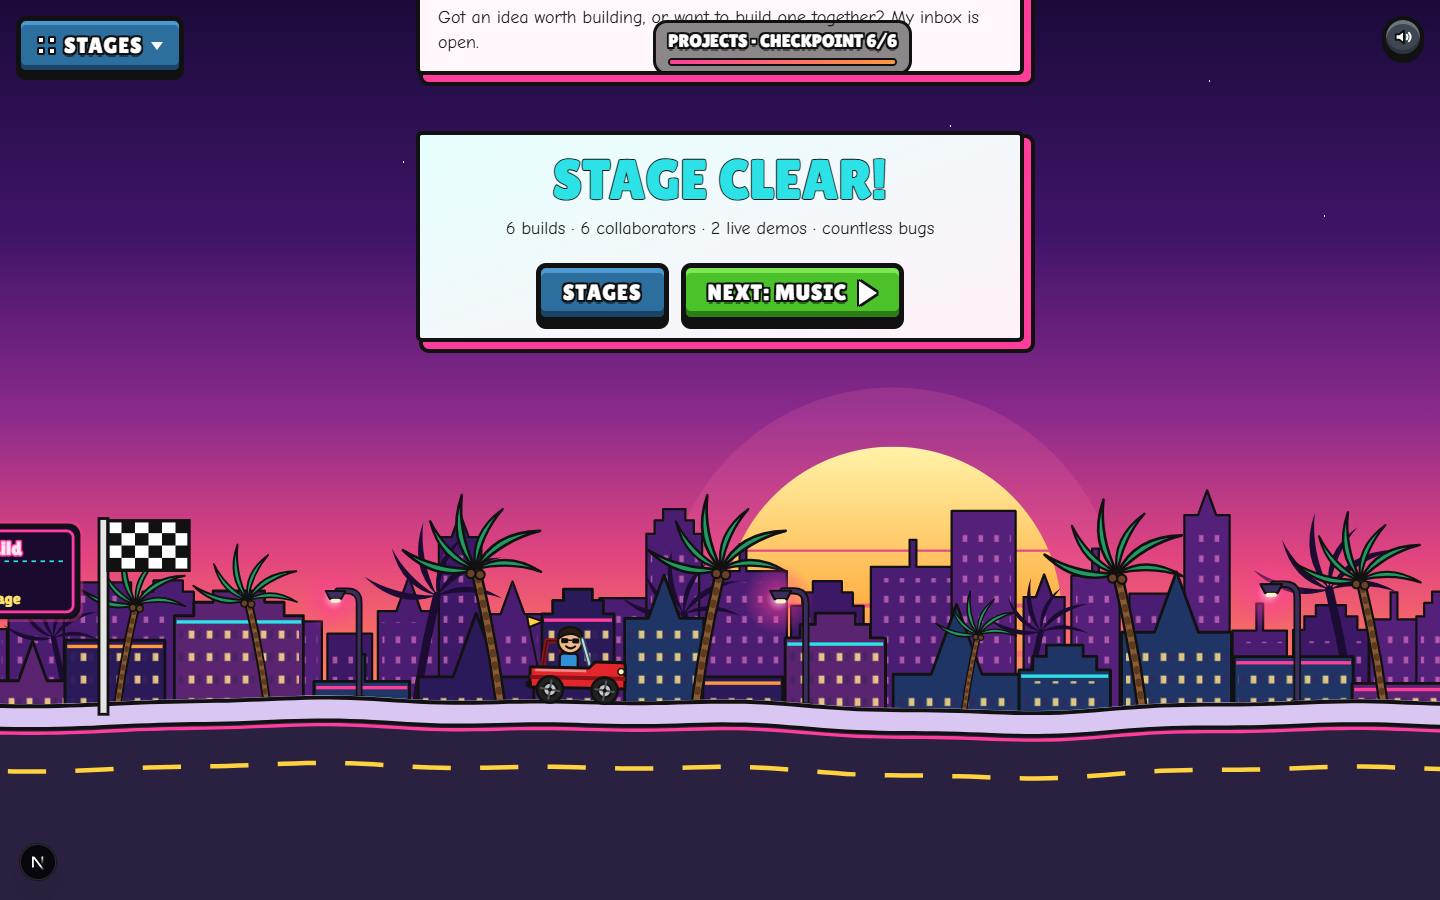 Got an idea worth building, or want to build one together? My inbox is
open.
STAGES
PROJECTS · CHECKPOINT 6/6
STAGE CLEAR!
6 builds · 6 collaborators · 2 live demos · countless bugs
STAGES
NEXT: MUSIC
N